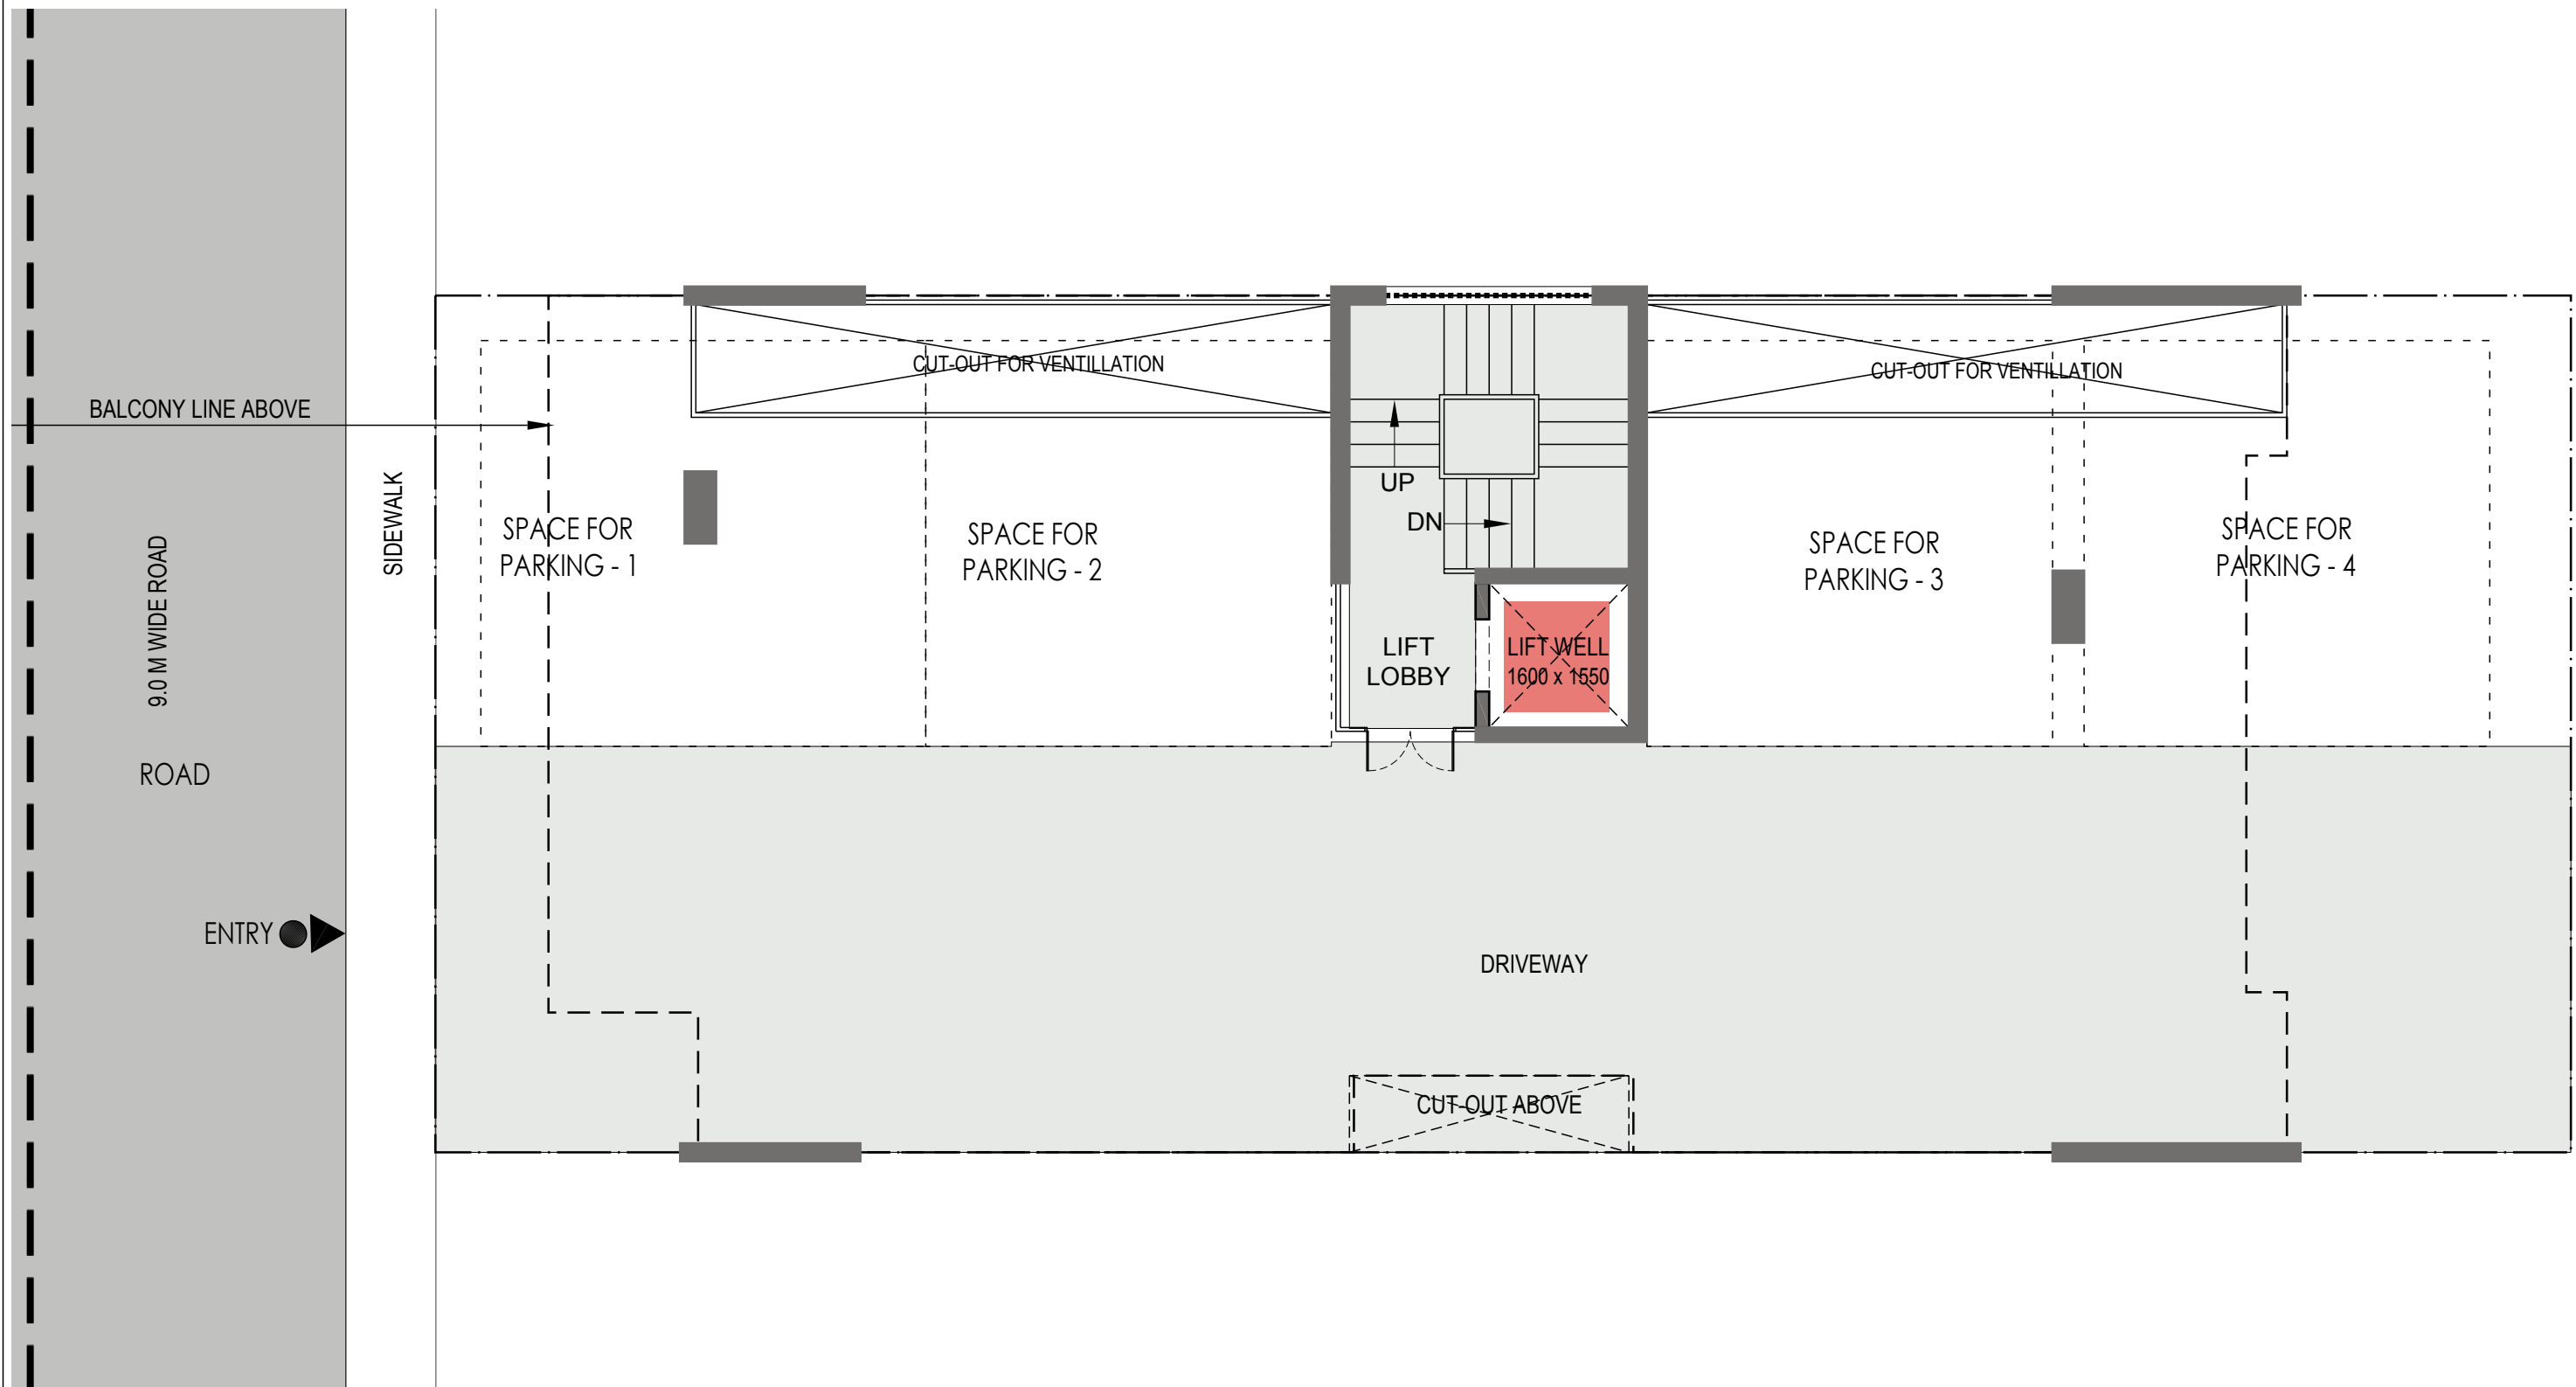 CUT-OUT FOR VENTILLATION
CUT-OUT FOR VENTILLATION
BALCONY LINE ABOVE
SIDEWALK
UP
DN
SPACE FOR
PARKING - 1
SPACE FOR
PARKING - 2
SPACE FOR
PARKING - 3
SPACE FOR
PARKING - 4
9.0 M WIDE ROAD
LIFT
LOBBY
LIFT WELL
1600 x 1550
ROAD
ENTRY
DRIVEWAY
CUT-OUT ABOVE